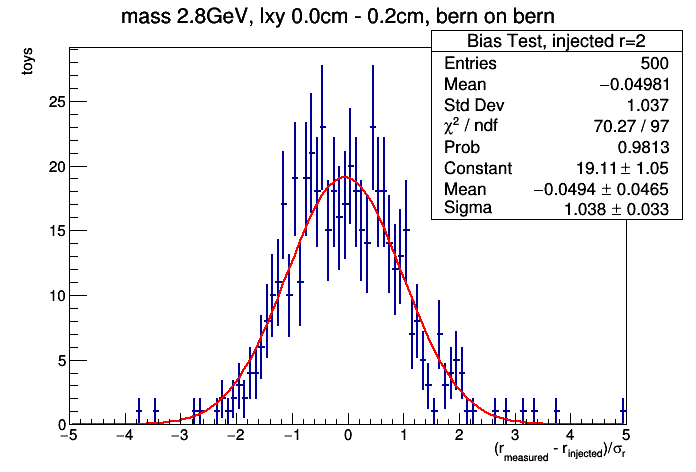 mass 2.8GeV, lxy 0.0cm - 0.2cm, bern on bern
Bias Test, injected r=2
Entries 500
Mean −0.04981
Std Dev 1.037
χ² / ndf 70.27 / 97
Prob 0.9813
Constant 19.11 ± 1.05
Mean −0.0494 ± 0.0465
Sigma 1.038 ± 0.033
toys
25
20
15
10
5
0
−5 −4 −3 −2 −1 0 1 2 3 4 5
(r_measured - r_injected)/σ_r